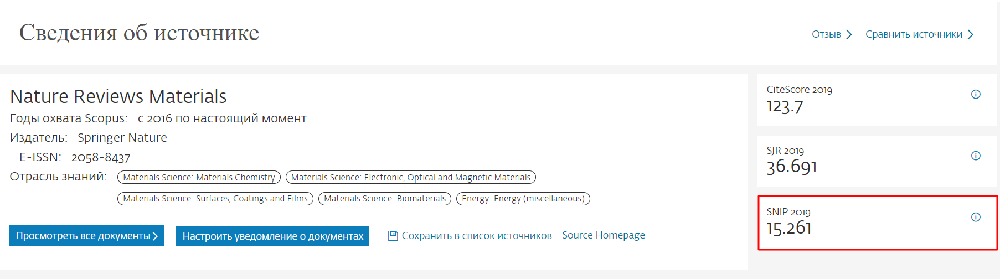 Сведения об источнике
Отзыв
Сравнить источники
Nature Reviews Materials
Годы охвата Scopus: с 2016 по настоящий момент
Издатель: Springer Nature
E-ISSN: 2058-8437
Отрасль знаний: Materials Science: Materials Chemistry Materials Science: Electronic, Optical and Magnetic Materials
Materials Science: Surfaces, Coatings and Films Materials Science: Biomaterials Energy: Energy (miscellaneous)
Просмотреть все документы Настроить уведомление о документах Сохранить в список источников Source Homepage
CiteScore 2019
123.7
SJR 2019
36.691
SNIP 2019
15.261